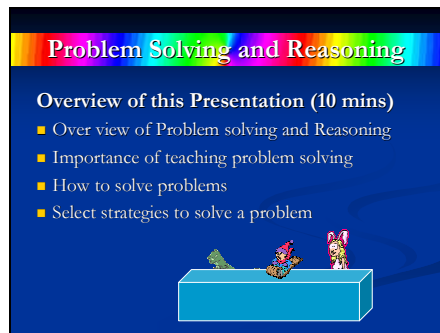 Problem Solving and Reasoning
Overview of this Presentation (10 mins)
Over view of Problem solving and Reasoning
Importance of teaching problem solving
How to solve problems
Select strategies to solve a problem